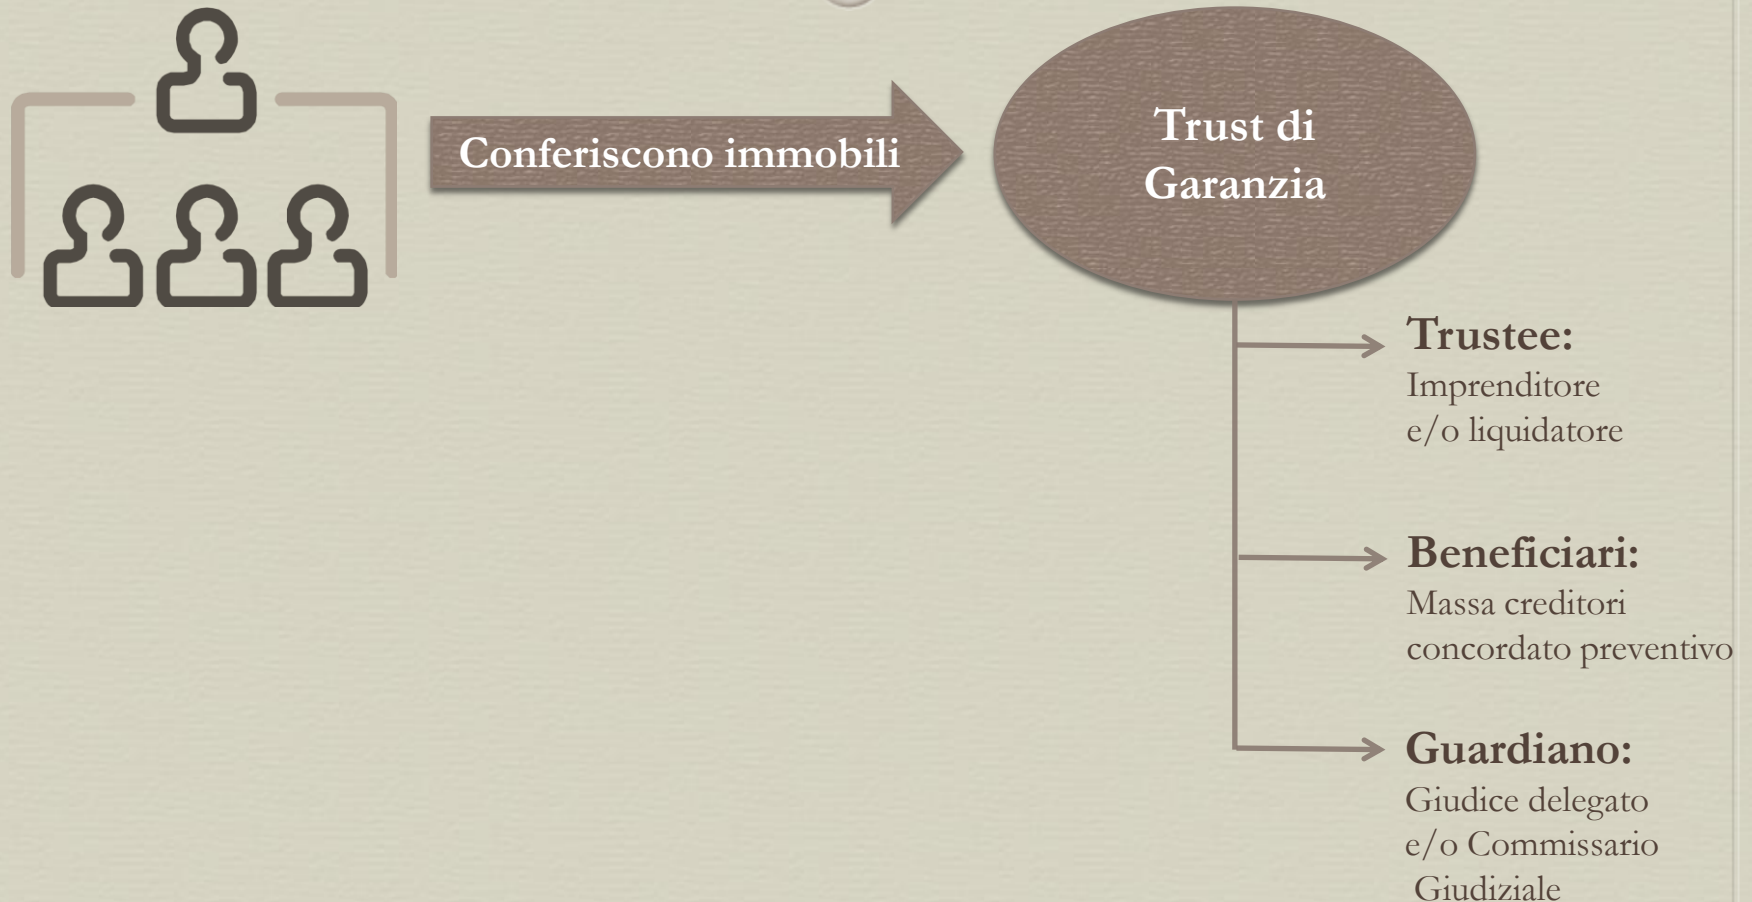 Conferiscono immobili
Trust di
Garanzia
Trustee:
Imprenditore
e/o liquidatore
Beneficiari:
Massa creditori
concordato preventivo
Guardiano:
Giudice delegato
e/o Commissario
Giudiziale